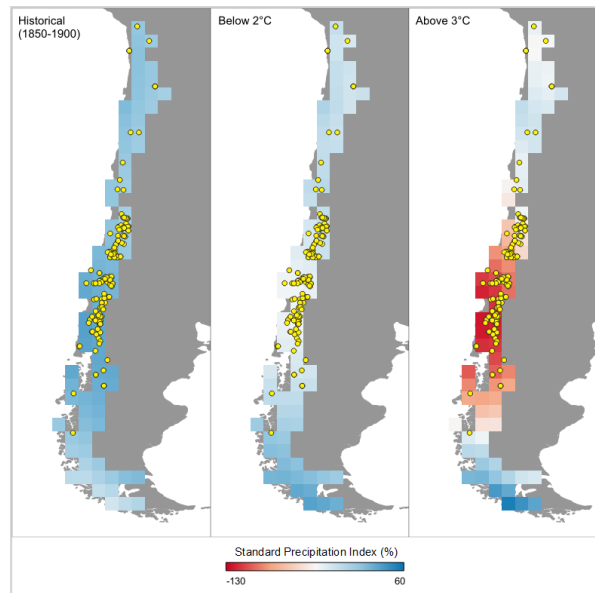 Historical
(1850-1900)
Below 2°C
Above 3°C
Standard Precipitation Index (%)
-130
60